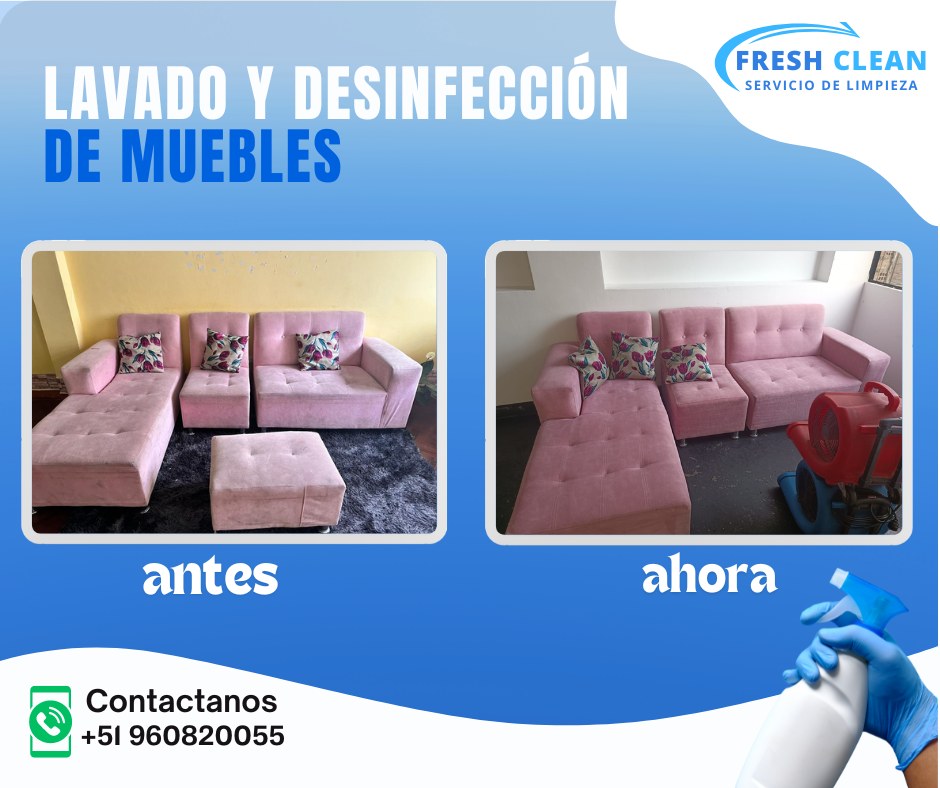 FRESH CLEAN
SERVICIO DE LIMPIEZA
LAVADO Y DESINFECCIÓN
DE MUEBLES
antes
ahora
Contactanos
+51 960820055